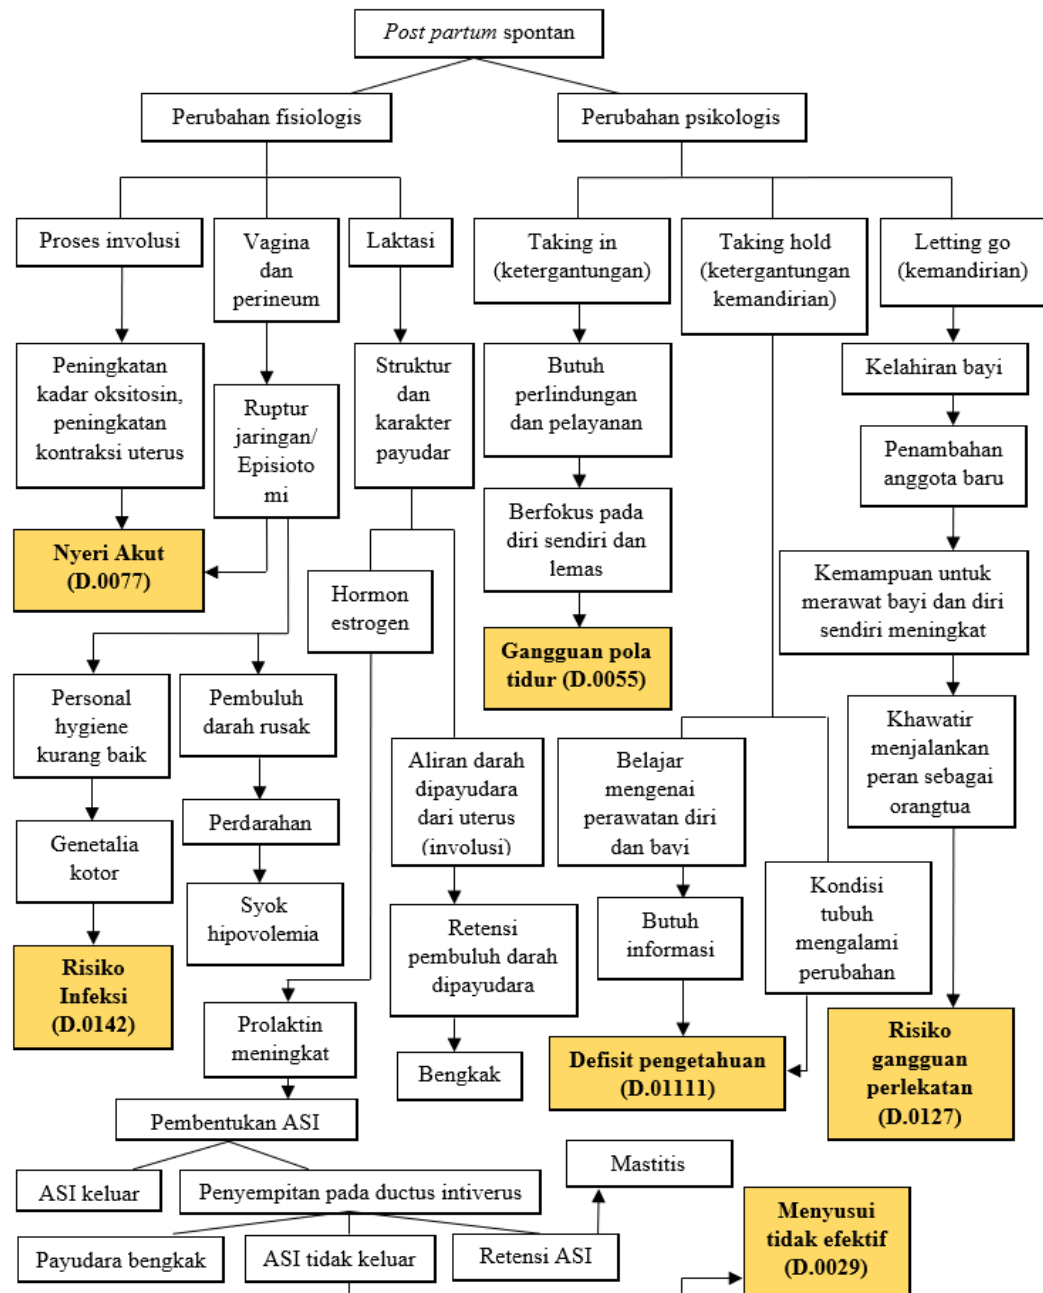 Post partum spontan
Perubahan fisiologis
Perubahan psikologis
Proses involusi
Vagina
dan
perineum
Laktasi
Taking in
(ketergantungan)
Taking hold
(ketergantungan
kemandirian)
Letting go
(kemandirian)
Peningkatan
kadar oksitosin,
peningkatan
kontraksi uterus
Ruptur
jaringan/
Episioto
mi
Struktur
dan
karakter
payudar
Butuh
perlindungan
dan pelayanan
Kelahiran bayi
Penambahan
anggota baru
Nyeri Akut
(D.0077)
Berfokus pada
diri sendiri dan
lemas
Hormon
estrogen
Kemampuan untuk
merawat bayi dan diri
sendiri meningkat
Gangguan pola
tidur (D.0055)
Personal
hygiene
kurang baik
Pembuluh
darah rusak
Khawatir
menjalankan
peran sebagai
orangtua
Aliran darah
dipayudara
dari uterus
(involusi)
Belajar
mengenai
perawatan diri
dan bayi
Perdarahan
Genetalia
kotor
Syok
hipovolemia
Kondisi
tubuh
mengalami
perubahan
Retensi
pembuluh darah
dipayudara
Butuh
informasi
Risiko
Infeksi
(D.0142)
Prolaktin
meningkat
Bengkak
Defisit pengetahuan
(D.01111)
Risiko
gangguan
perlekatan
(D.0127)
Pembentukan ASI
Mastitis
ASI keluar
Penyempitan pada ductus intiverus
Menyusui
tidak efektif
(D.0029)
Payudara bengkak
ASI tidak keluar
Retensi ASI